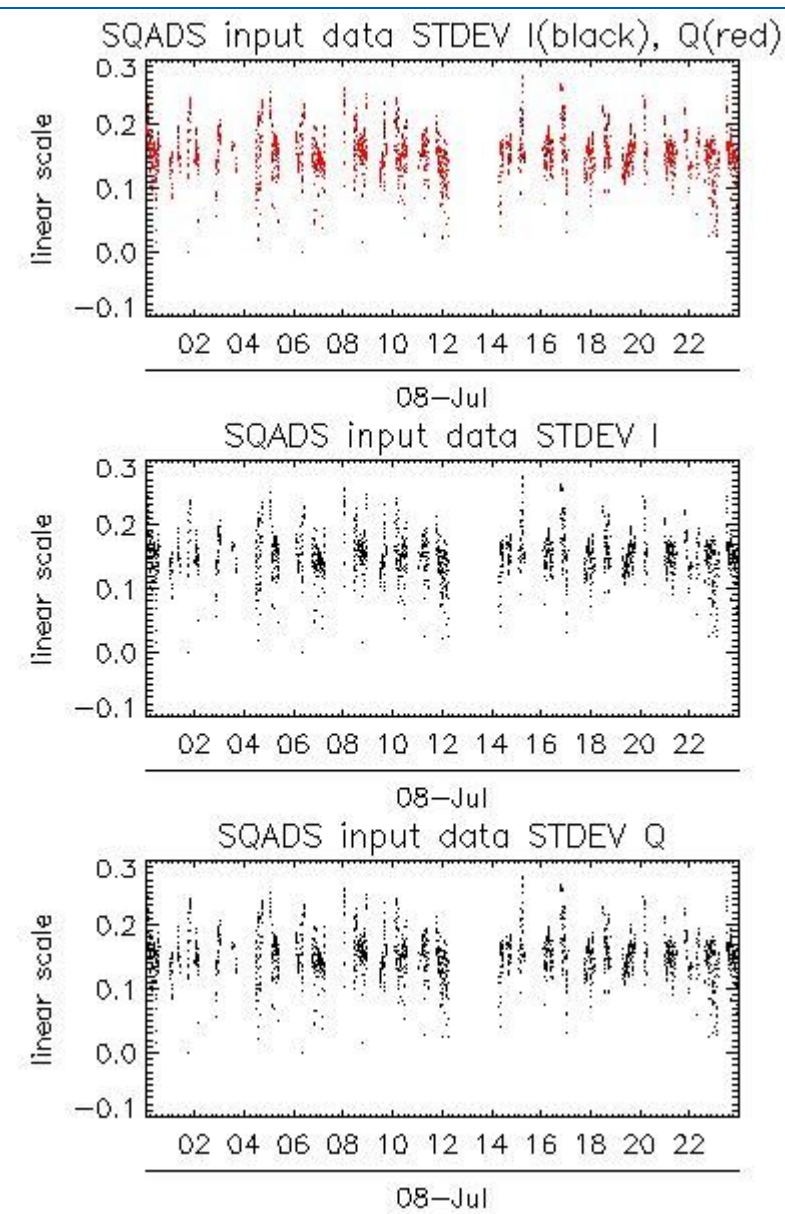 SQADS input data STDEV I(black), Q(red)
0.3
0.2
0.1
0.0
−0.1
linear scale
02 04 06 08 10 12 14 16 18 20 22
08−Jul
SQADS input data STDEV I
0.3
0.2
0.1
0.0
−0.1
linear scale
02 04 06 08 10 12 14 16 18 20 22
08−Jul
SQADS input data STDEV Q
0.3
0.2
0.1
0.0
−0.1
linear scale
02 04 06 08 10 12 14 16 18 20 22
08−Jul